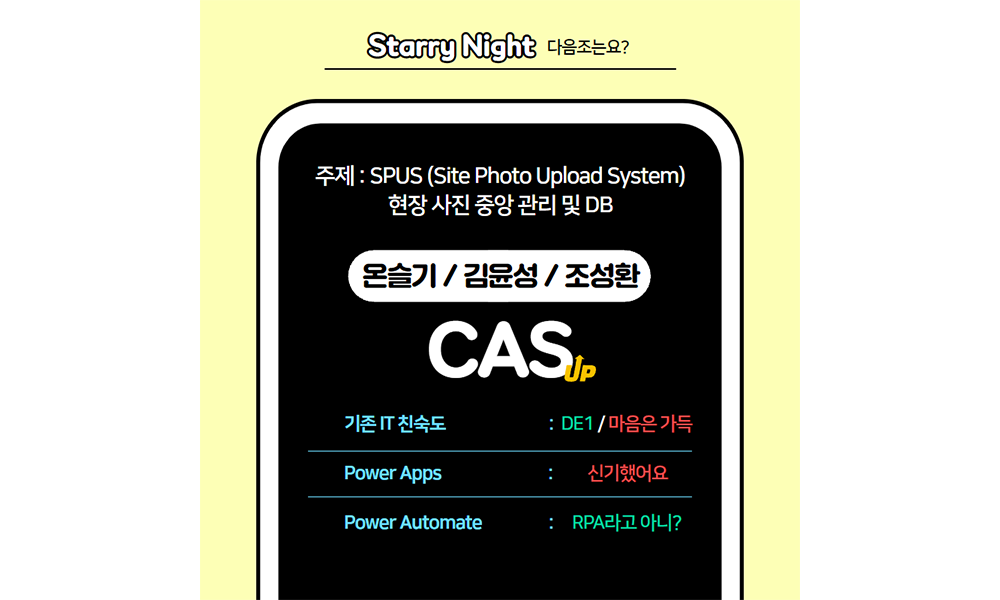 Starry Night 다음조는요?
주제 : SPUS (Site Photo Upload System)
현장 사진 중앙 관리 및 DB
온슬기 / 김윤성 / 조성환
CAS UP
기존 IT 친숙도 : DE1 / 마음은 가득
Power Apps : 신기했어요
Power Automate : RPA라고 아니?